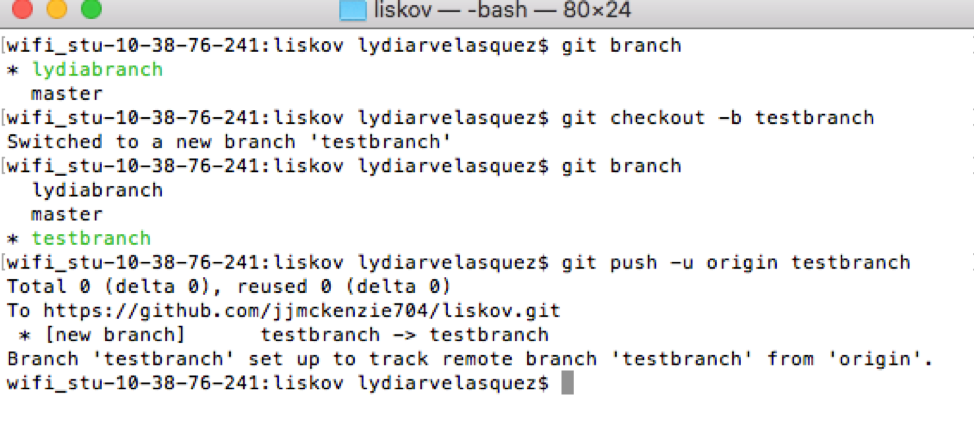 liskov — -bash — 80×24
[wifi_stu-10-38-76-241:liskov lydiarvelasquez$ git branch
* lydiabranch
  master
[wifi_stu-10-38-76-241:liskov lydiarvelasquez$ git checkout -b testbranch
Switched to a new branch 'testbranch'
[wifi_stu-10-38-76-241:liskov lydiarvelasquez$ git branch
  lydiabranch
  master
* testbranch
[wifi_stu-10-38-76-241:liskov lydiarvelasquez$ git push -u origin testbranch
Total 0 (delta 0), reused 0 (delta 0)
To https://github.com/jjmckenzie704/liskov.git
 * [new branch]      testbranch -> testbranch
Branch 'testbranch' set up to track remote branch 'testbranch' from 'origin'.
wifi_stu-10-38-76-241:liskov lydiarvelasquez$